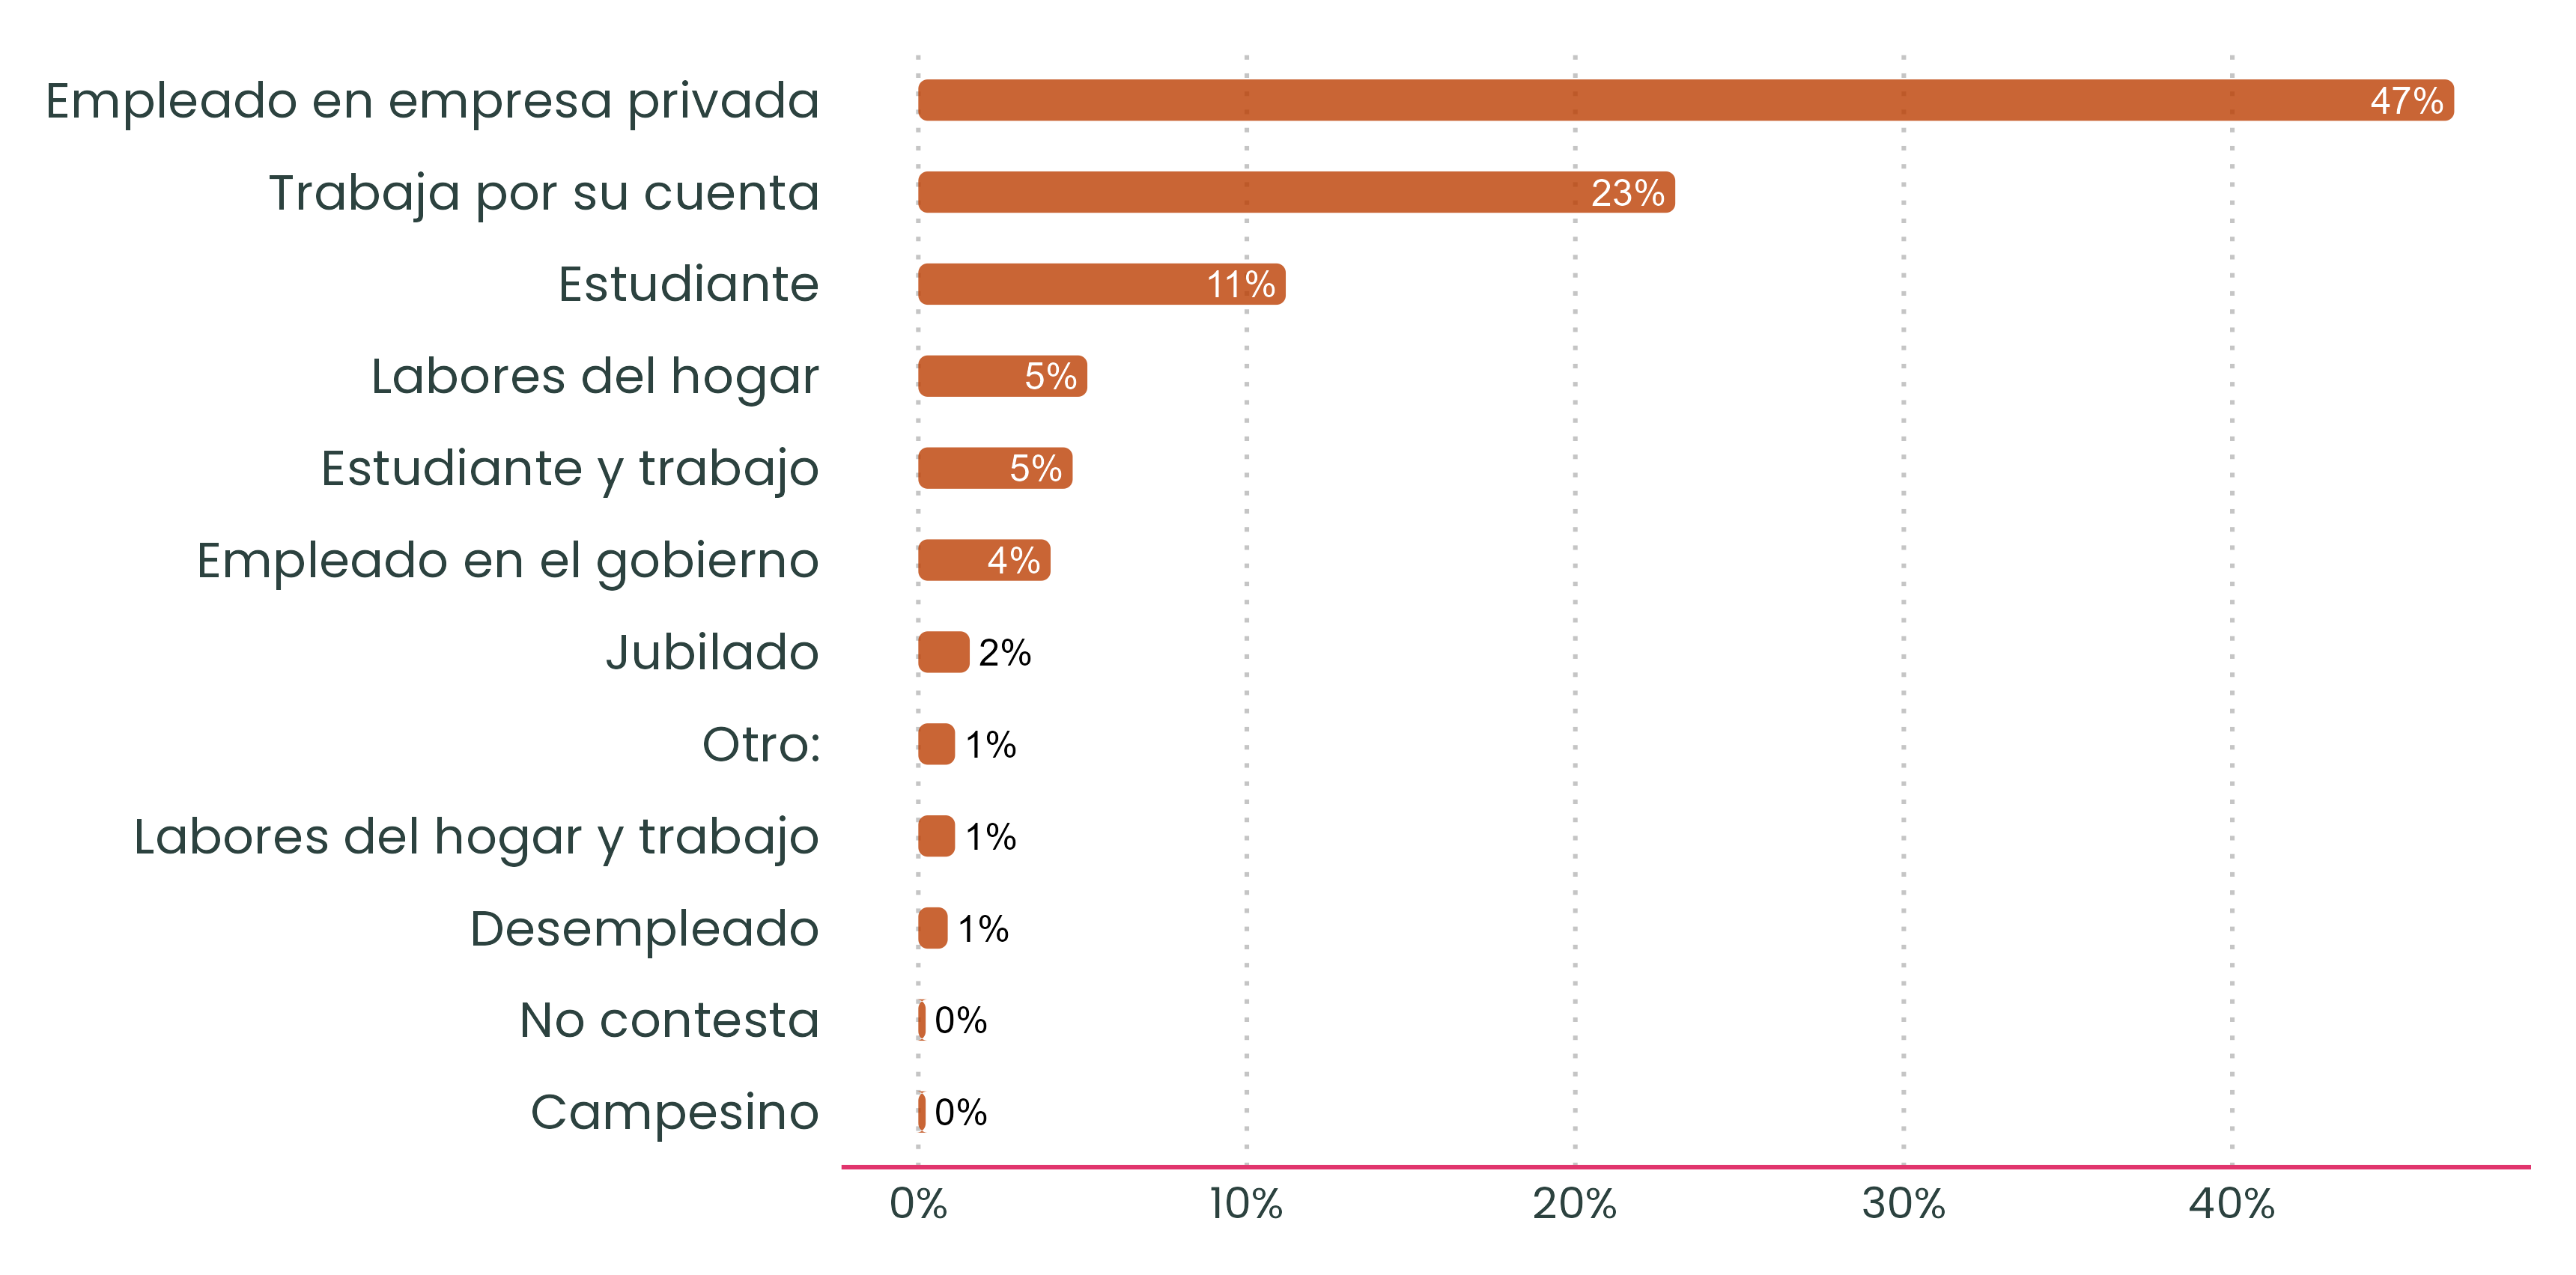 Empleado en empresa privada 47%
Trabaja por su cuenta 23%
Estudiante 11%
Labores del hogar 5%
Estudiante y trabajo 5%
Empleado en el gobierno 4%
Jubilado 2%
Otro: 1%
Labores del hogar y trabajo 1%
Desempleado 1%
No contesta 0%
Campesino 0%
0% 10% 20% 30% 40%